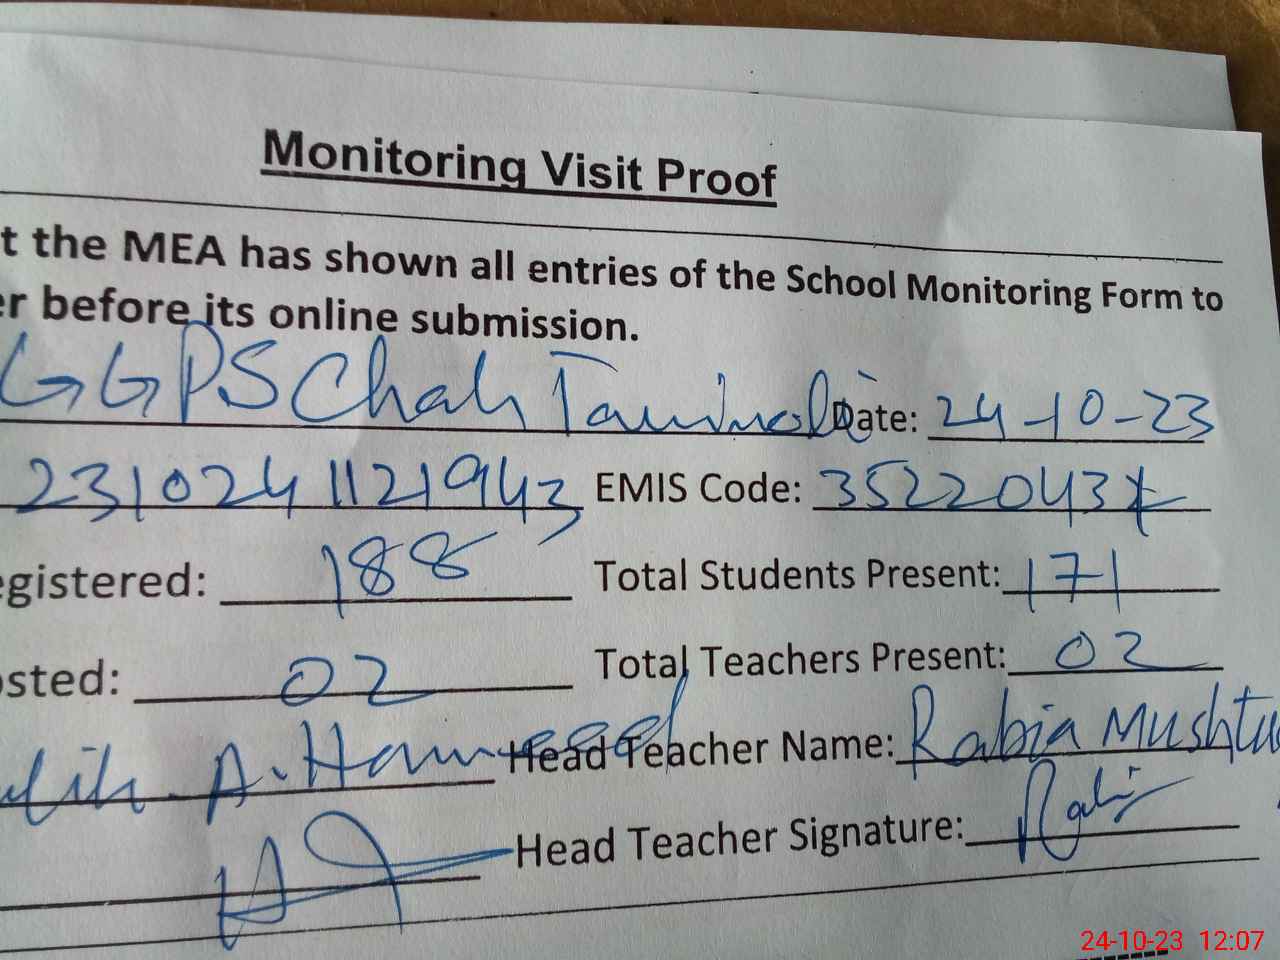 Monitoring Visit Proof
t the MEA has shown all entries of the School Monitoring Form to
er before its online submission.
GGPS Chah Date: 24-10-23
2310241121943 EMIS Code: 3522043
egistered: 188 Total Students Present: 171
osted: 02 Total Teachers Present: 02
A. Hameed Head Teacher Name: Rabia Mushta
Head Teacher Signature: Rabia
24-10-23 12:07